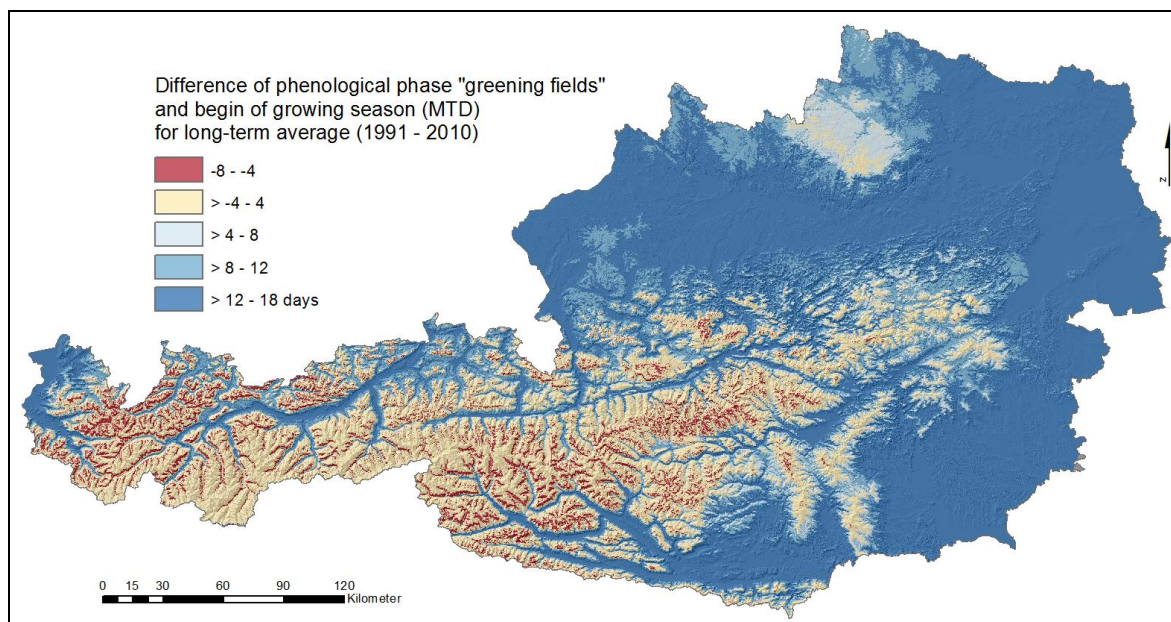 Difference of phenological phase "greening fields"
and begin of growing season (MTD)
for long-term average (1991 - 2010)
-8 - -4
> -4 - 4
> 4 - 8
> 8 - 12
> 12 - 18 days
z
0 15 30 60 90 120
Kilometer